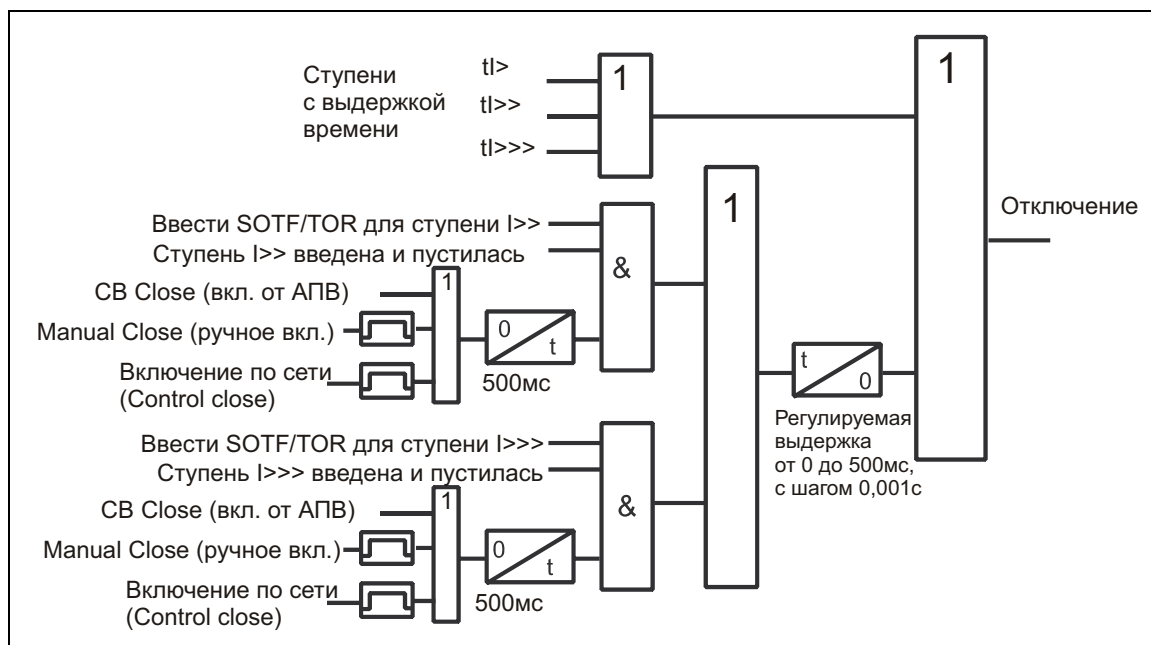 Ступени
с выдержкой
времени
tI>
tI>>
tI>>>
1
1
Отключение
Ввести SOTF/TOR для ступени I>>
Ступень I>> введена и пустилась
&
1
CB Close (вкл. от АПВ)
Manual Close (ручное вкл.)
Включение по сети
(Control close)
1
0
t
500мс
t
0
Регулируемая
выдержка
от 0 до 500мс,
с шагом 0,001с
Ввести SOTF/TOR для ступени I>>>
Ступень I>>> введена и пустилась
&
CB Close (вкл. от АПВ)
Manual Close (ручное вкл.)
Включение по сети
(Control close)
1
0
t
500мс